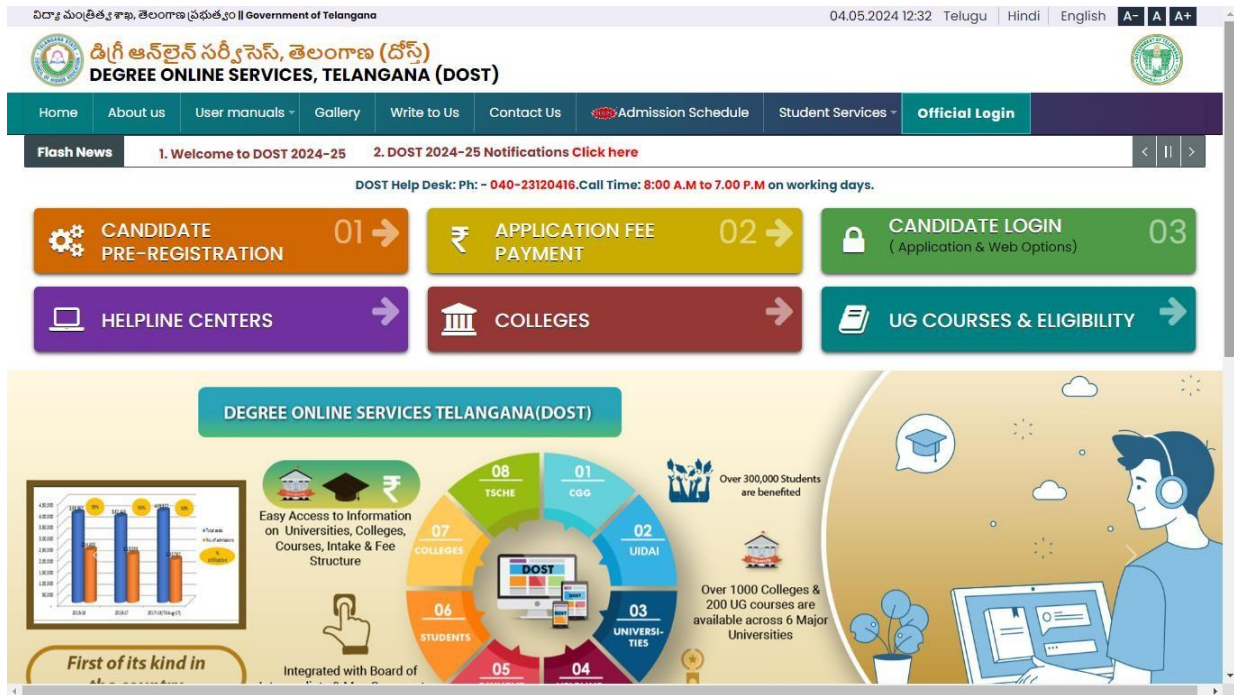 విద్యా మంత్రిత్వ శాఖ, తెలంగాణ ప్రభుత్వం || Government of Telangana
04.05.2024 12:32 Telugu Hindi English A- A A+
డిగ్రీ ఆన్‌లైన్ సర్వీసెస్, తెలంగాణ (దోస్త్)
DEGREE ONLINE SERVICES, TELANGANA (DOST)
Home About us User manuals Gallery Write to Us Contact Us Admission Schedule Student Services Official Login
Flash News 1. Welcome to DOST 2024-25 2. DOST 2024-25 Notifications Click here
DOST Help Desk: Ph: - 040-23120416.Call Time: 8:00 A.M to 7.00 P.M on working days.
CANDIDATE
PRE-REGISTRATION
01
APPLICATION FEE
PAYMENT
02
CANDIDATE LOGIN
( Application & Web Options)
03
HELPLINE CENTERS
COLLEGES
UG COURSES & ELIGIBILITY
DEGREE ONLINE SERVICES TELANGANA(DOST)
Easy Access to Information
on Universities, Colleges,
Courses, Intake & Fee
Structure
Integrated with Board of
First of its kind in
the country
08
TSCHE
01
CGG
07
COLLEGES
02
UIDAI
DOST
06
STUDENTS
03
UNIVERSI-
TIES
05
04
Over 300,000 Students
are benefited
Over 1000 Colleges &
200 UG courses are
available across 6 Major
Universities